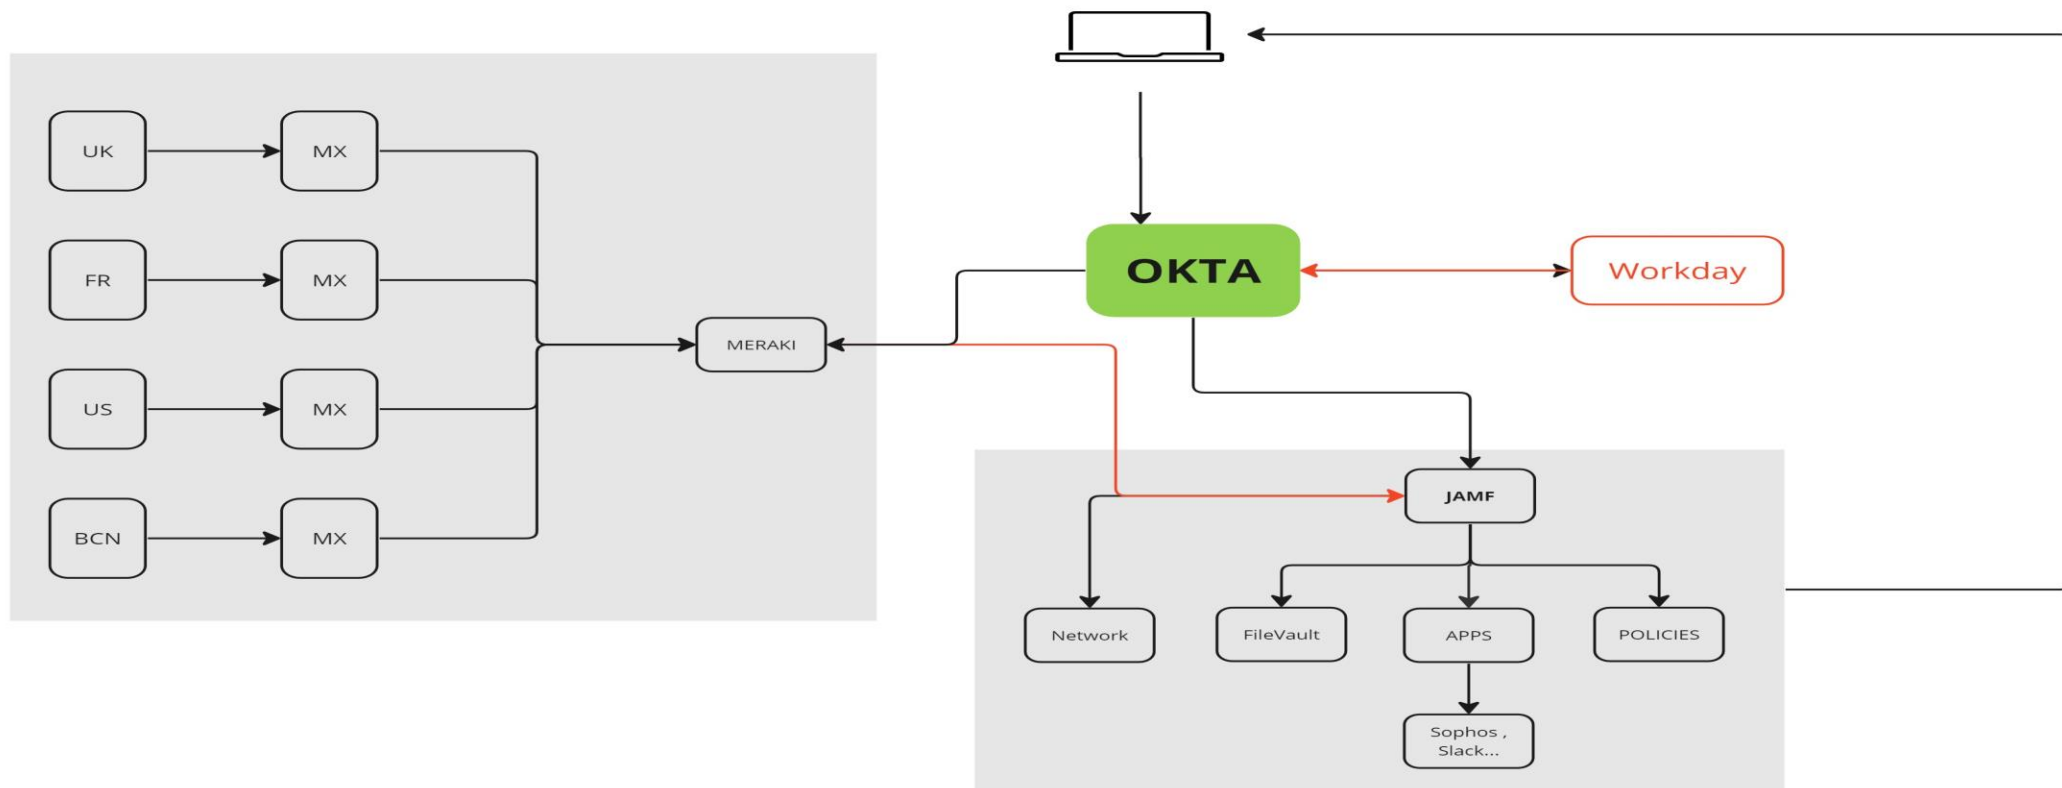 UK
MX
FR
MX
US
MX
BCN
MX
MERAKI
OKTA
Workday
JAMF
Network
FileVault
APPS
POLICIES
Sophos ,
Slack...